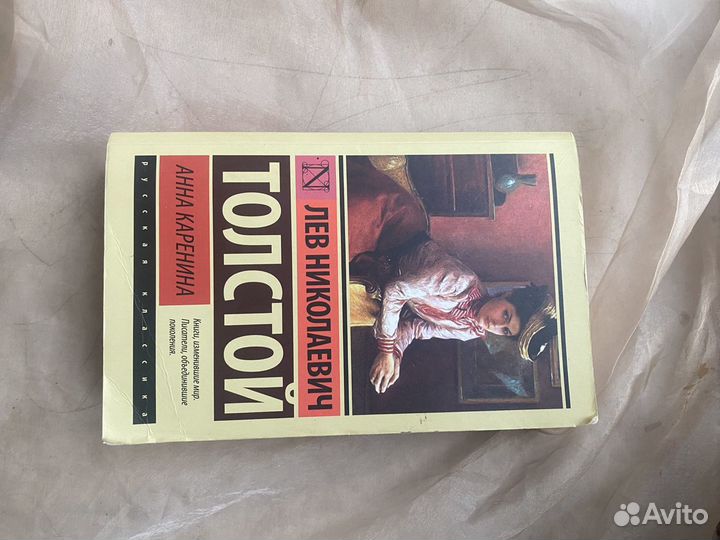 ЛЕВ НИКОЛАЕВИЧ
ТОЛСТОЙ
АННА КАРЕНИНА
Книги, изменившие мир.
Писатели, объединившие
поколения.
РУССКАЯ КЛАССИКА
Avito